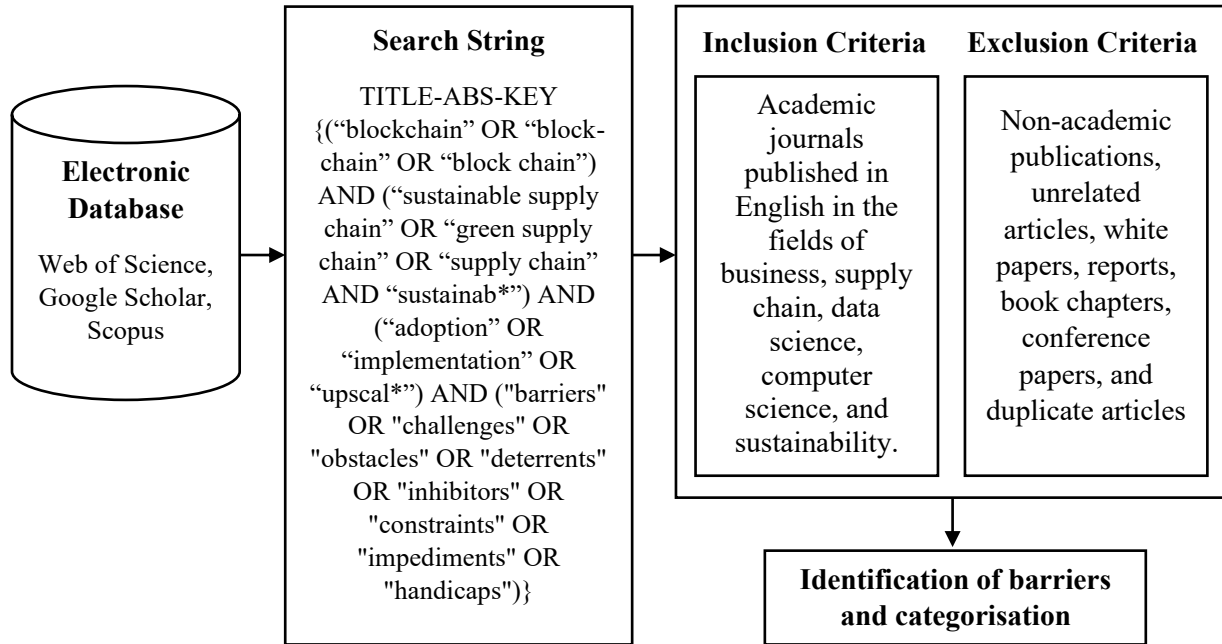 Electronic
Database
Web of Science,
Google Scholar,
Scopus
Search String
TITLE-ABS-KEY
{(“blockchain” OR “block-
chain” OR “block chain”)
AND (“sustainable supply
chain” OR “green supply
chain” OR “supply chain”
AND “sustainab*”) AND
(“adoption” OR
“implementation” OR
“upscal*”) AND ("barriers"
OR "challenges" OR
"obstacles" OR "deterrents"
OR "inhibitors" OR
"constraints" OR
"impediments" OR
"handicaps")}
Inclusion Criteria
Academic
journals
published in
English in the
fields of
business, supply
chain, data
science,
computer
science, and
sustainability.
Exclusion Criteria
Non-academic
publications,
unrelated
articles, white
papers, reports,
book chapters,
conference
papers, and
duplicate articles
Identification of barriers
and categorisation